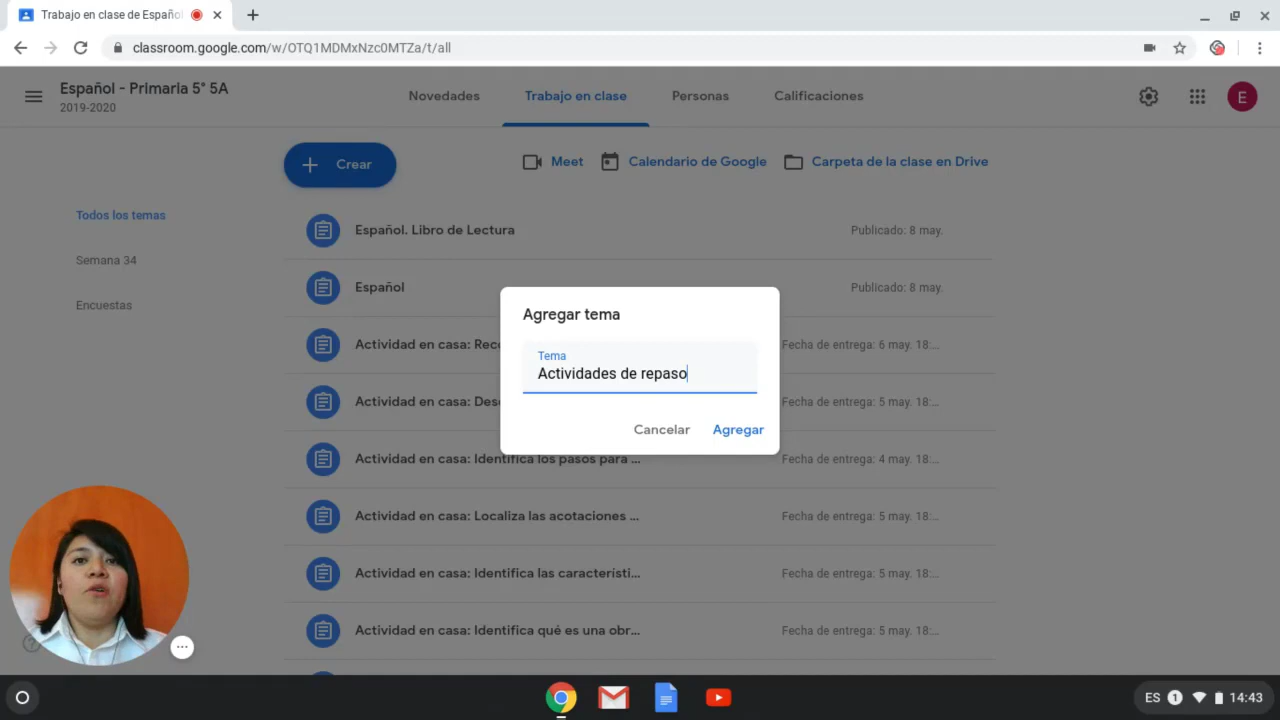 Trabajo en clase de Español
classroom.google.com/w/OTQ1MDMxNzc0MTZa/t/all
Español - Primaria 5° 5A
2019-2020
Novedades
Trabajo en clase
Personas
Calificaciones
E
Crear
Meet
Calendario de Google
Carpeta de la clase en Drive
Todos los temas
Semana 34
Encuestas
Español. Libro de Lectura
Publicado: 8 may.
Español
Publicado: 8 may.
Actividad en casa: Reco
Fecha de entrega: 6 may. 18:...
Actividad en casa: Desc
Fecha de entrega: 5 may. 18:...
Actividad en casa: Identifica los pasos para ...
Fecha de entrega: 4 may. 18:...
Actividad en casa: Localiza las acotaciones ...
Fecha de entrega: 5 may. 18:...
Actividad en casa: Identifica las característi...
Fecha de entrega: 5 may. 18:...
Actividad en casa: Identifica qué es una obr...
Fecha de entrega: 5 may. 18:...
Agregar tema
Tema
Actividades de repaso
Cancelar
Agregar
ES
1
14:43